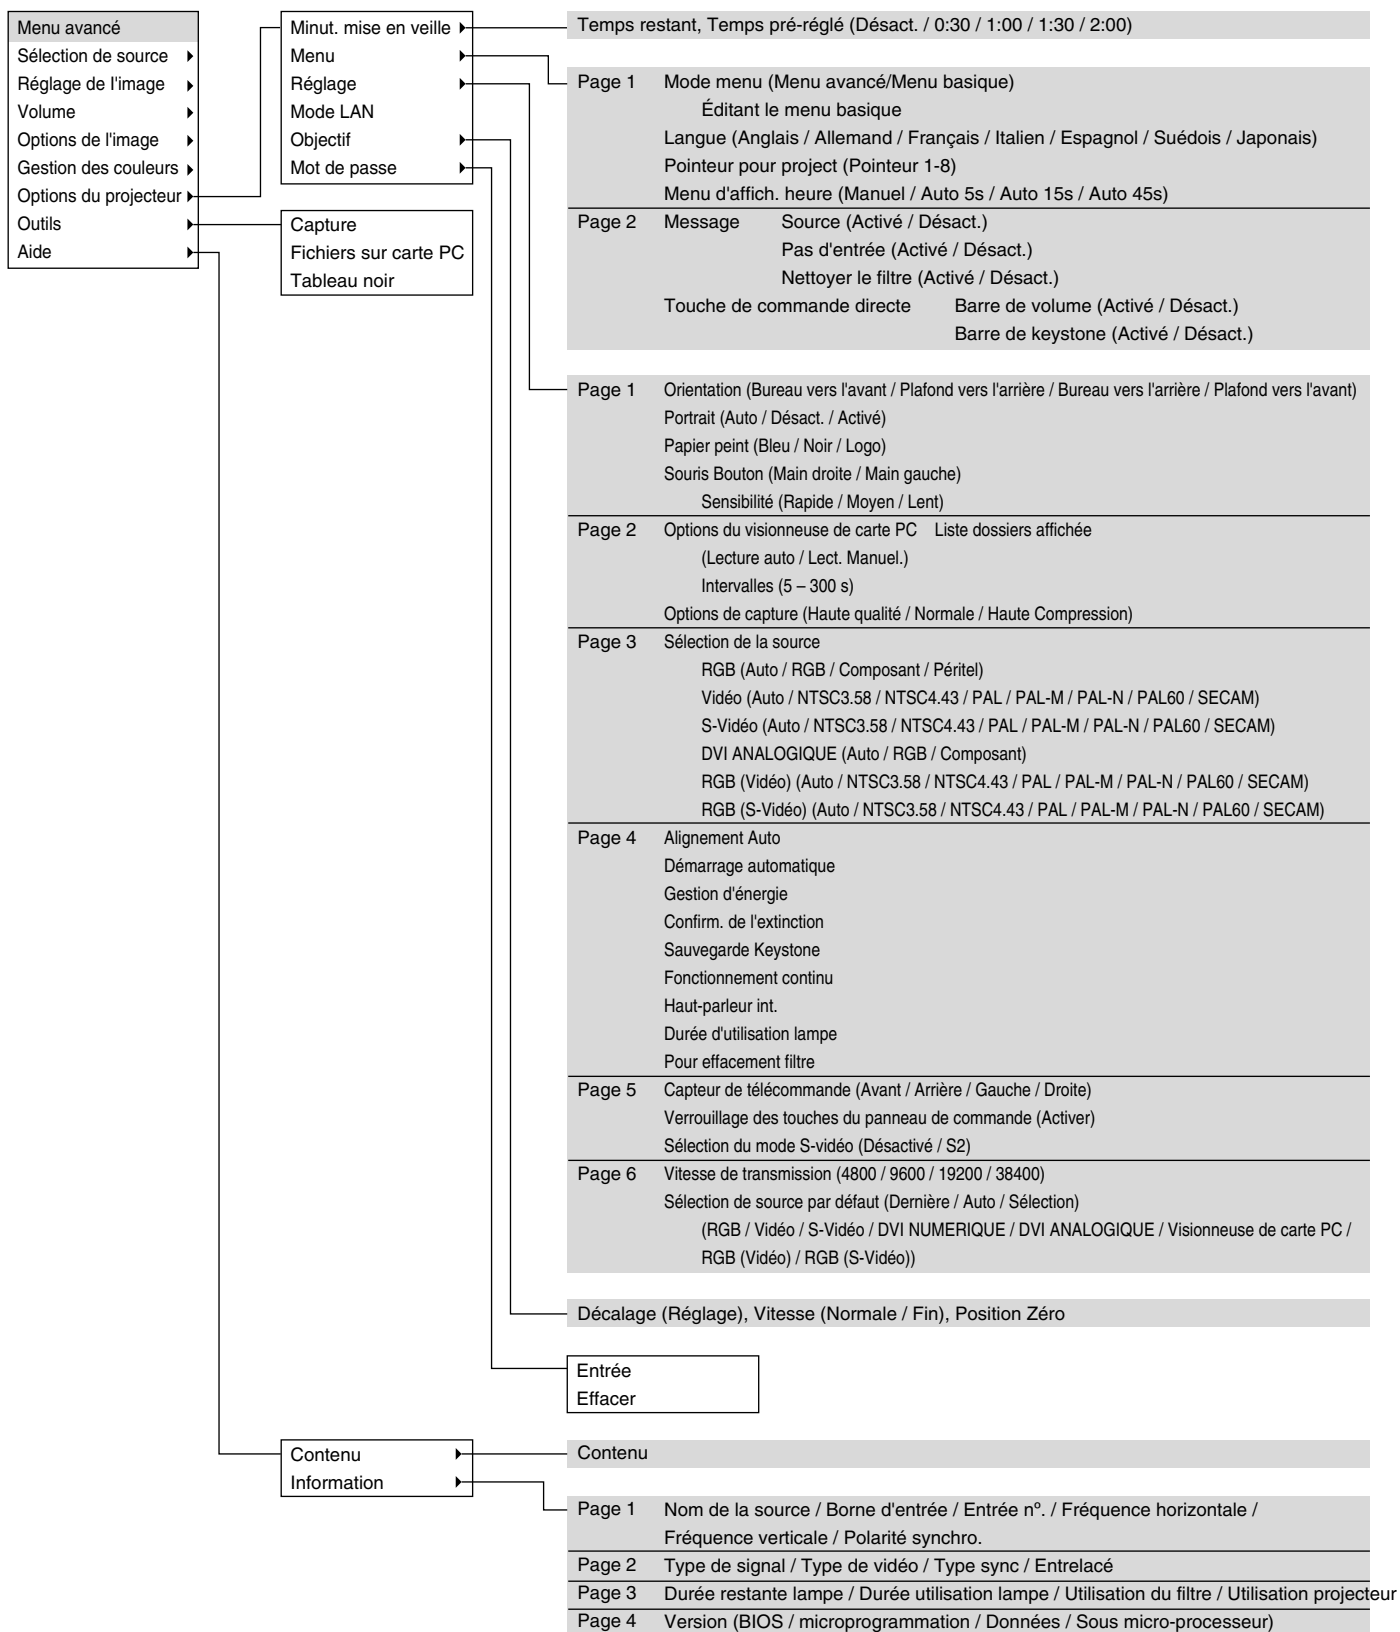 Menu avancé
Sélection de source
Réglage de l'image
Volume
Options de l'image
Gestion des couleurs
Options du projecteur
Outils
Aide
Minut. mise en veille
Menu
Réglage
Mode LAN
Objectif
Mot de passe
Capture
Fichiers sur carte PC
Tableau noir
Temps restant, Temps pré-réglé (Désact. / 0:30 / 1:00 / 1:30 / 2:00)
Page 1 Mode menu (Menu avancé/Menu basique)
Éditant le menu basique
Langue (Anglais / Allemand / Français / Italien / Espagnol / Suédois / Japonais)
Pointeur pour project (Pointeur 1-8)
Menu d'affich. heure (Manuel / Auto 5s / Auto 15s / Auto 45s)
Page 2 Message Source (Activé / Désact.)
Pas d'entrée (Activé / Désact.)
Nettoyer le filtre (Activé / Désact.)
Touche de commande directe Barre de volume (Activé / Désact.)
Barre de keystone (Activé / Désact.)
Page 1 Orientation (Bureau vers l'avant / Plafond vers l'arrière / Bureau vers l'arrière / Plafond vers l'avant)
Portrait (Auto / Désact. / Activé)
Papier peint (Bleu / Noir / Logo)
Souris Bouton (Main droite / Main gauche)
Sensibilité (Rapide / Moyen / Lent)
Page 2 Options du visionneuse de carte PC Liste dossiers affichée
(Lecture auto / Lect. Manuel.)
Intervalles (5 – 300 s)
Options de capture (Haute qualité / Normale / Haute Compression)
Page 3 Sélection de la source
RGB (Auto / RGB / Composant / Péritel)
Vidéo (Auto / NTSC3.58 / NTSC4.43 / PAL / PAL-M / PAL-N / PAL60 / SECAM)
S-Vidéo (Auto / NTSC3.58 / NTSC4.43 / PAL / PAL-M / PAL-N / PAL60 / SECAM)
DVI ANALOGIQUE (Auto / RGB / Composant)
RGB (Vidéo) (Auto / NTSC3.58 / NTSC4.43 / PAL / PAL-M / PAL-N / PAL60 / SECAM)
RGB (S-Vidéo) (Auto / NTSC3.58 / NTSC4.43 / PAL / PAL-M / PAL-N / PAL60 / SECAM)
Page 4 Alignement Auto
Démarrage automatique
Gestion d'énergie
Confirm. de l'extinction
Sauvegarde Keystone
Fonctionnement continu
Haut-parleur int.
Durée d'utilisation lampe
Pour effacement filtre
Page 5 Capteur de télécommande (Avant / Arrière / Gauche / Droite)
Verrouillage des touches du panneau de commande (Activer)
Sélection du mode S-vidéo (Désactivé / S2)
Page 6 Vitesse de transmission (4800 / 9600 / 19200 / 38400)
Sélection de source par défaut (Dernière / Auto / Sélection)
(RGB / Vidéo / S-Vidéo / DVI NUMERIQUE / DVI ANALOGIQUE / Visionneuse de carte PC /
RGB (Vidéo) / RGB (S-Vidéo))
Décalage (Réglage), Vitesse (Normale / Fin), Position Zéro
Entrée
Effacer
Contenu
Information
Contenu
Page 1 Nom de la source / Borne d'entrée / Entrée nº. / Fréquence horizontale /
Fréquence verticale / Polarité synchro.
Page 2 Type de signal / Type de vidéo / Type sync / Entrelacé
Page 3 Durée restante lampe / Durée utilisation lampe / Utilisation du filtre / Utilisation projecteur
Page 4 Version (BIOS / microprogrammation / Données / Sous micro-processeur)